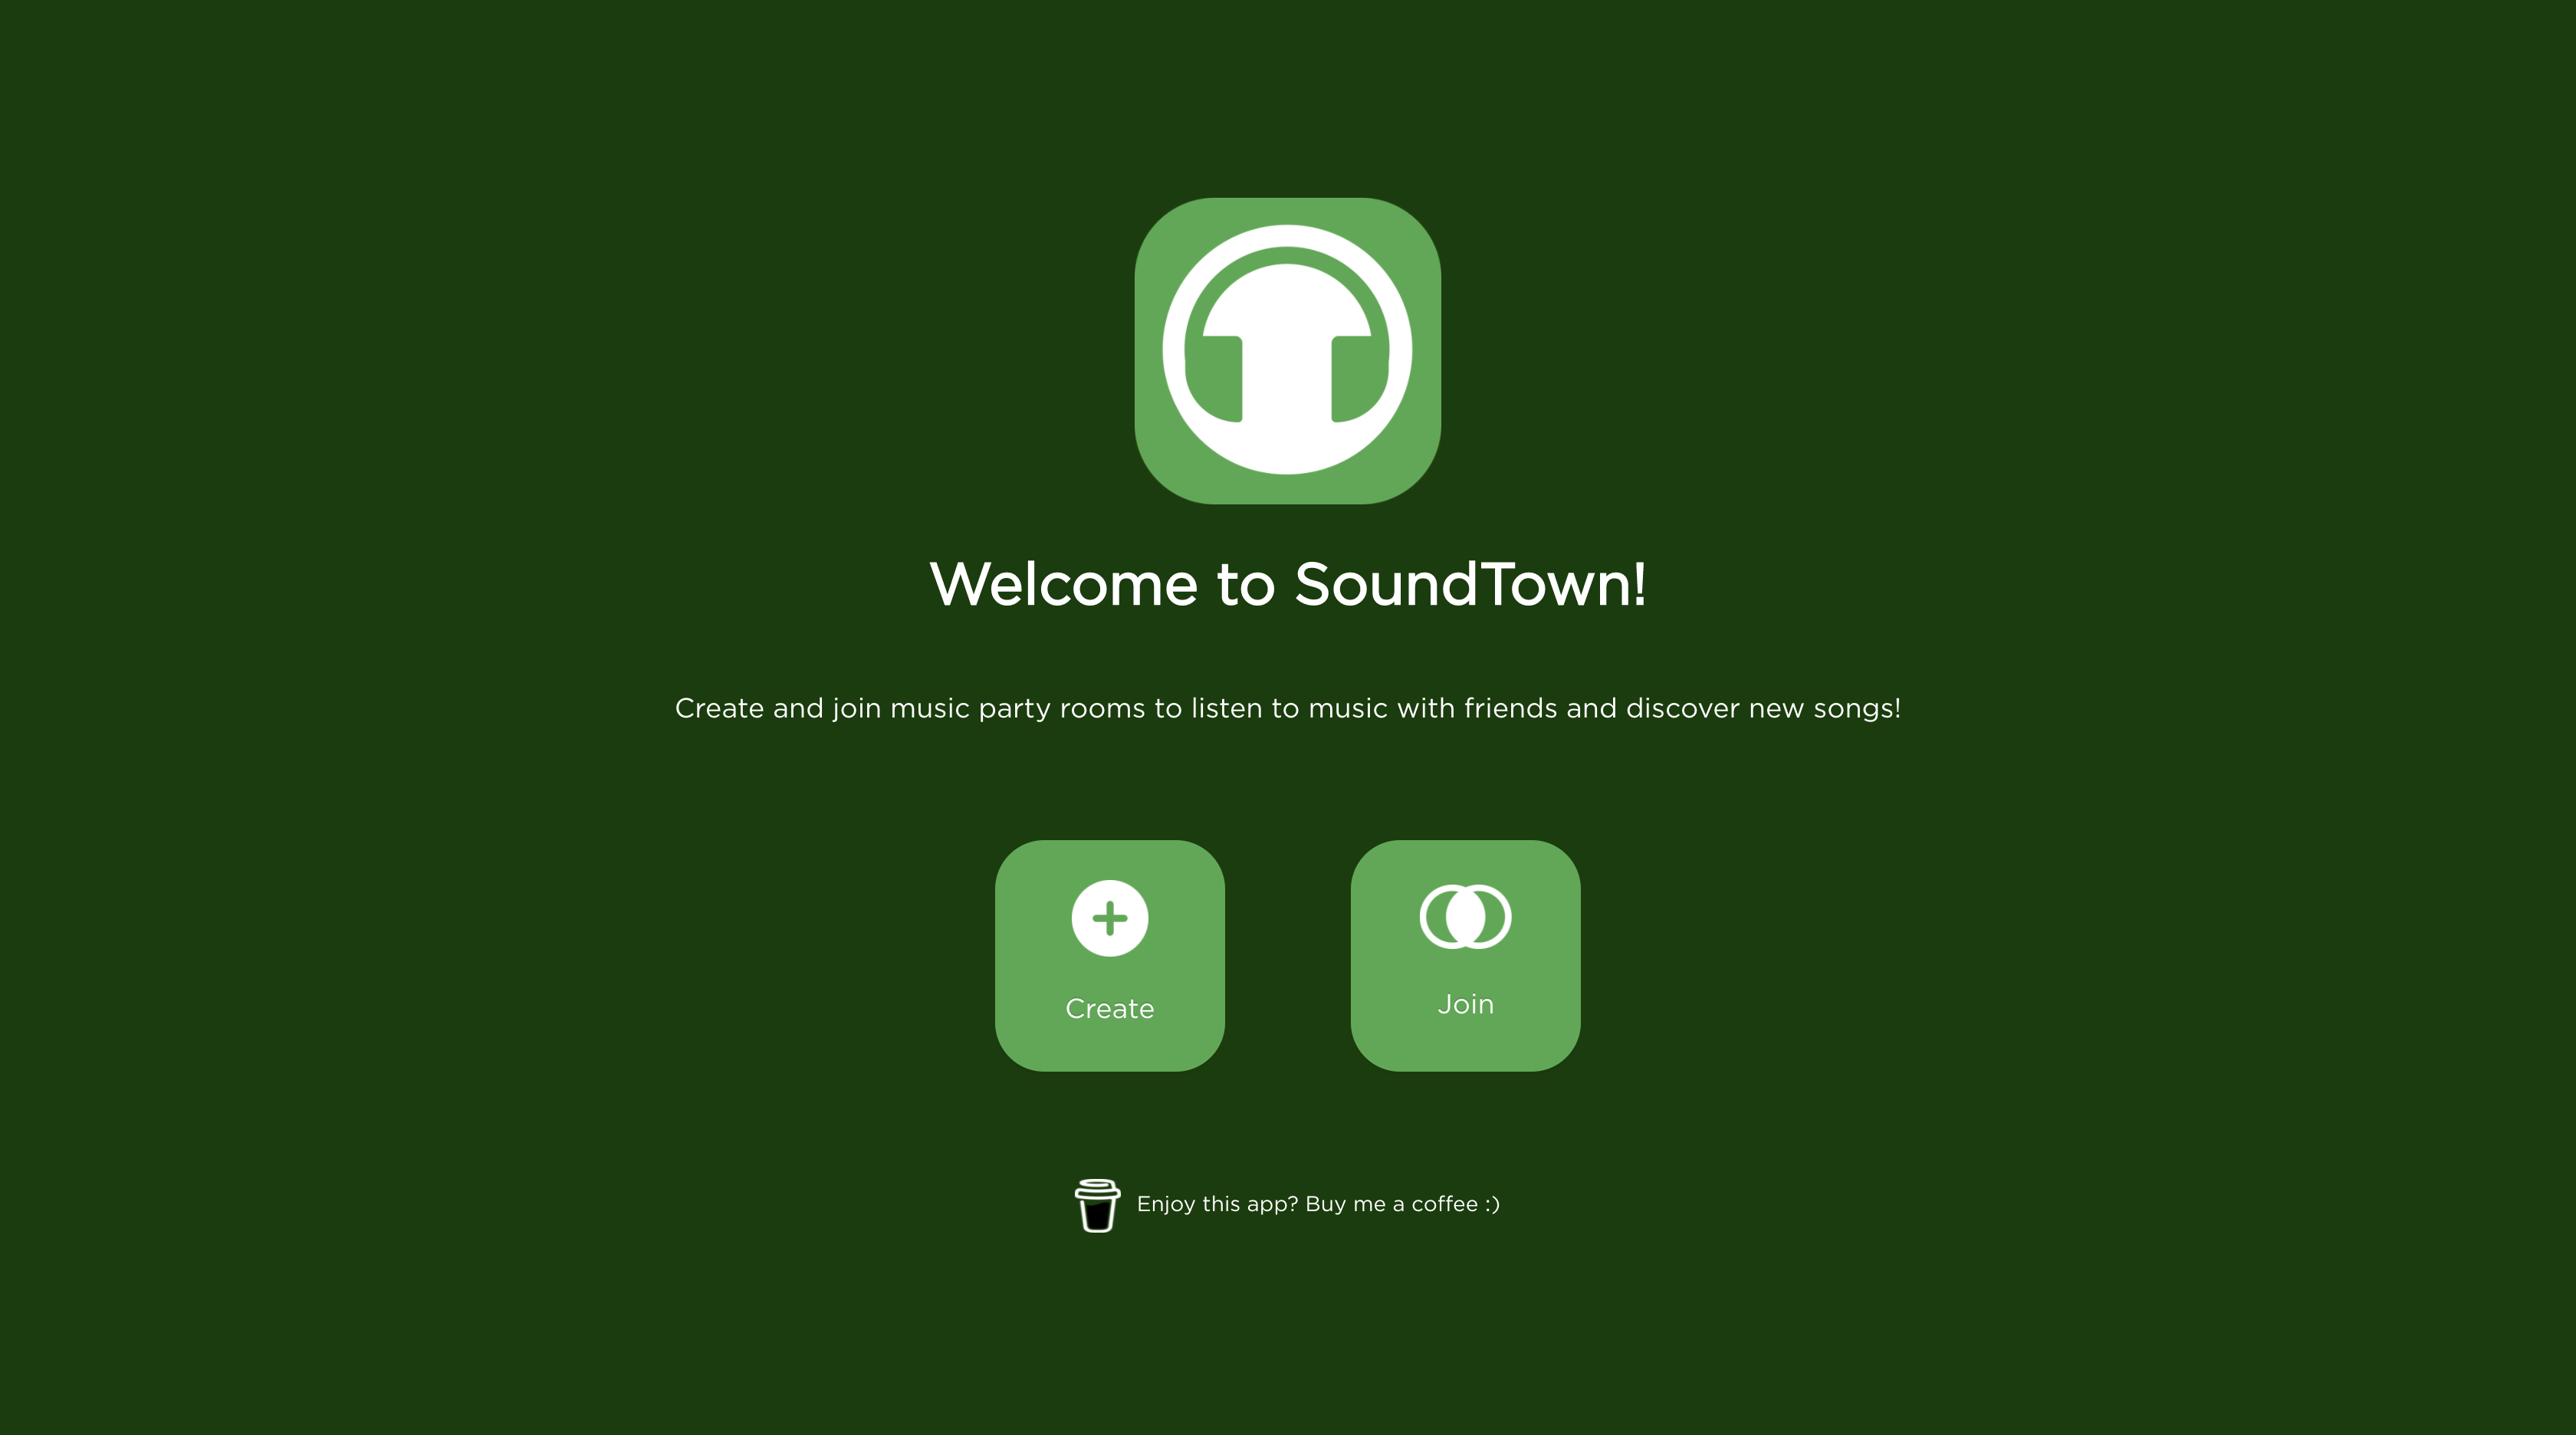 Welcome to SoundTown!
Create and join music party rooms to listen to music with friends and discover new songs!
Create
Join
Enjoy this app? Buy me a coffee :)